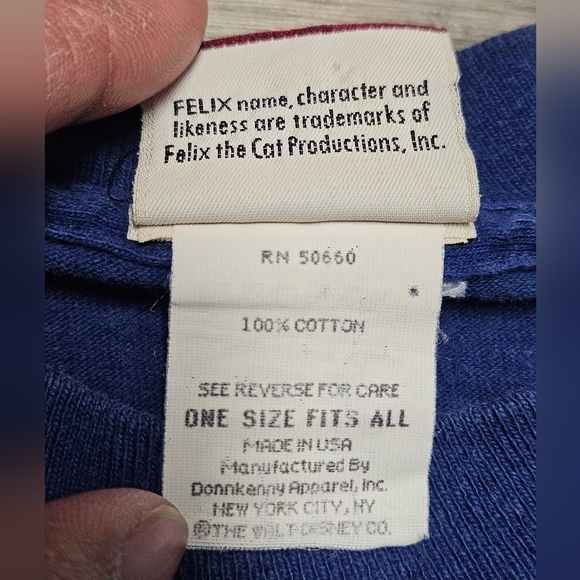 FELIX name, character and
likeness are trademarks of
Felix the Cat Productions, Inc.
RN 50660
100% COTTON
SEE REVERSE FOR CARE
ONE SIZE FITS ALL
MADE IN USA
Manufactured By
Donnkenny Apparel, Inc.
NEW YORK CITY, NY
©THE WALT DISNEY CO.